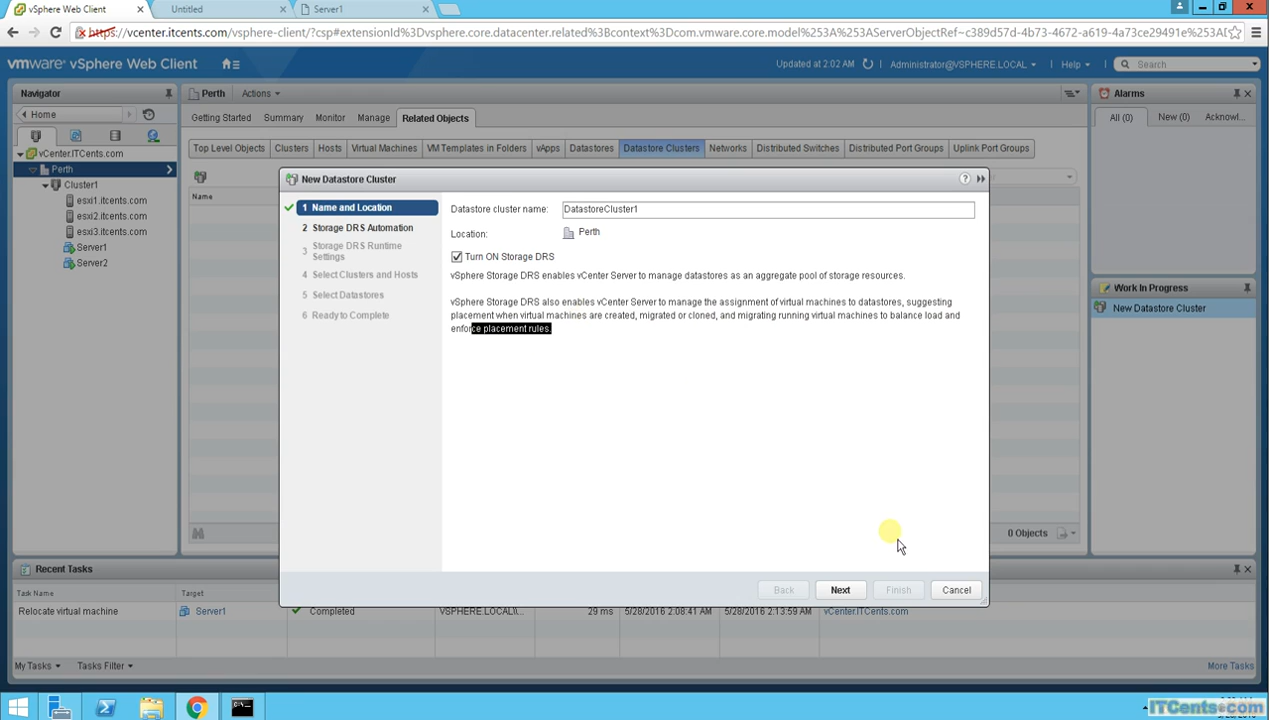 vSphere Web Client
Untitled
Server1
https://vcenter.itcents.com/vsphere-client/?csp#extensionId%3Dvsphere.core.datacenter.related%3Bcontext%3Dcom.vmware.core.model%3A%3AServerObjectRef~c389d57d-4b73-4672-a619-4a73ce29491e%253A
vmware® vSphere Web Client
Updated at 2:02 AM
Administrator@VSPHERE.LOCAL
Help
Search
Navigator
Home
vCenter.ITCents.com
Perth
Cluster1
esxi1.itcents.com
esxi2.itcents.com
esxi3.itcents.com
Server1
Server2
Perth
Actions
Getting Started Summary Monitor Manage Related Objects
Top Level Objects Clusters Hosts Virtual Machines VM Templates in Folders vApps Datastores Datastore Clusters Networks Distributed Switches Distributed Port Groups Uplink Port Groups
Name
0 Objects
New Datastore Cluster
1 Name and Location
2 Storage DRS Automation
3 Storage DRS Runtime
Settings
4 Select Clusters and Hosts
5 Select Datastores
6 Ready to Complete
Datastore cluster name: DatastoreCluster1
Location: Perth
Turn ON Storage DRS
vSphere Storage DRS enables vCenter Server to manage datastores as an aggregate pool of storage resources.
vSphere Storage DRS also enables vCenter Server to manage the assignment of virtual machines to datastores, suggesting
placement when virtual machines are created, migrated or cloned, and migrating running virtual machines to balance load and
enforce placement rules.
Back Next Finish Cancel
Alarms
All (0) New (0) Acknowl...
Work In Progress
New Datastore Cluster
Recent Tasks
Task Name Target
Relocate virtual machine Server1 Completed VSPHERE.LOCAL\\... 29 ms 5/28/2016 2:08:41 AM 5/28/2016 2:13:59 AM vCenter.ITCents.com
My Tasks Tasks Filter More Tasks
ITCents.com